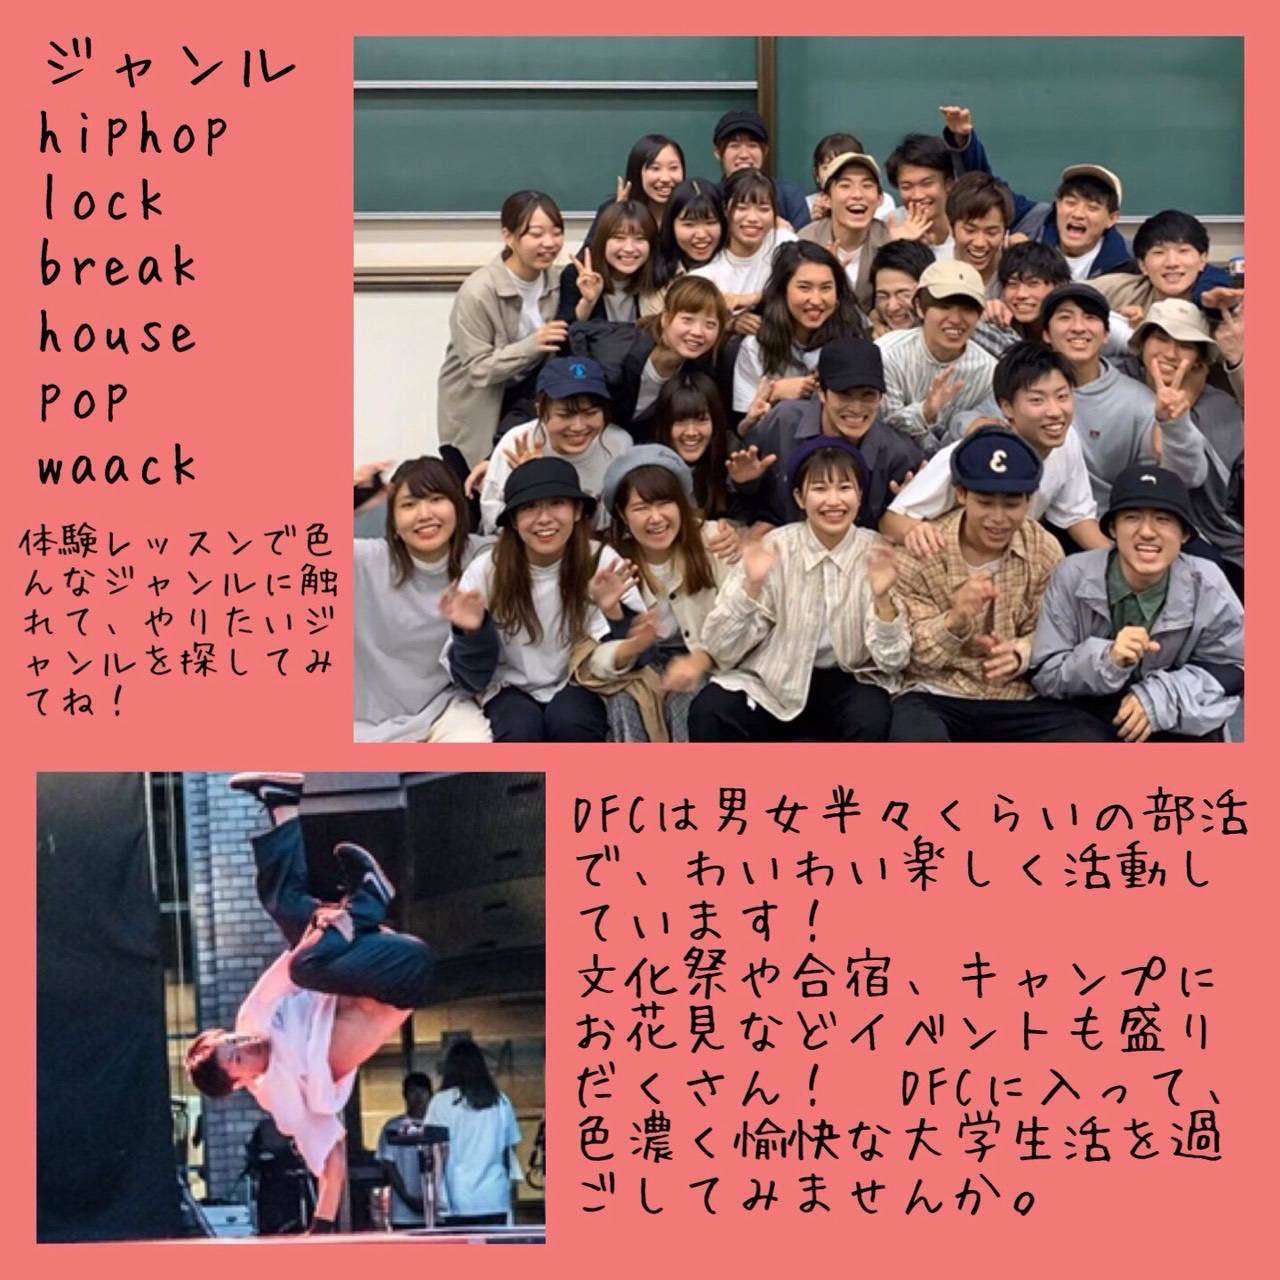 ジャンル
hiphop
lock
break
house
pop
waack
体験レッスンで色
んなジャンルに触
れて、やりたいジ
ャンルを探してみ
てね！
DFCは男女半々くらいの部活
で、わいわい楽しく活動し
ています！
文化祭や合宿、キャンプに
お花見などイベントも盛り
だくさん！　DFCに入って、
色濃く愉快な大学生活を過
ごしてみませんか。